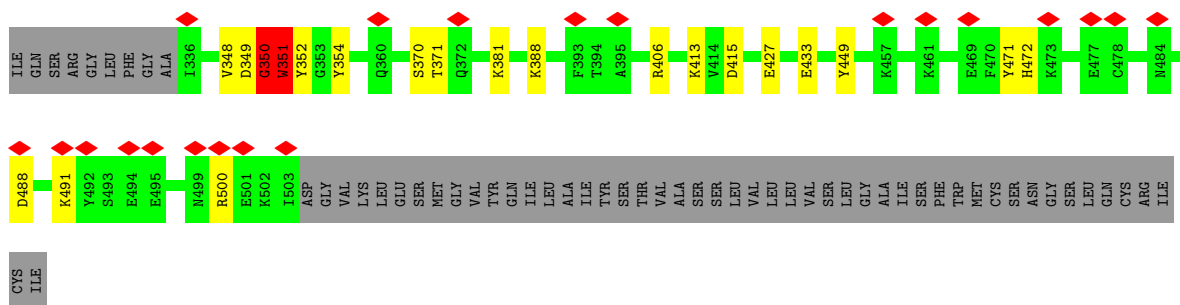 ILE GLN SER ARG GLY LEU PHE GLY ALA I336 V348 D349 G350 W351 Y352 G353 Y354 Q360 S370 T371 Q372 K381 K388 F393 T394 A395 R406 K413 V414 D415 E427 E433 Y449 K457 K461 E469 F470 Y471 H472 K473 E477 C478 N484
D488 K491 Y492 S493 E494 E495 N499 R500 E501 K502 I503 ASP GLY VAL LYS LEU GLU SER MET GLY VAL TYR GLN ILE LEU ALA ILE TYR SER THR VAL ALA SER SER LEU VAL LEU LEU VAL SER LEU GLY ALA ILE SER PHE TRP MET CYS SER ASN GLY SER LEU GLN CYS ARG ILE
CYS ILE